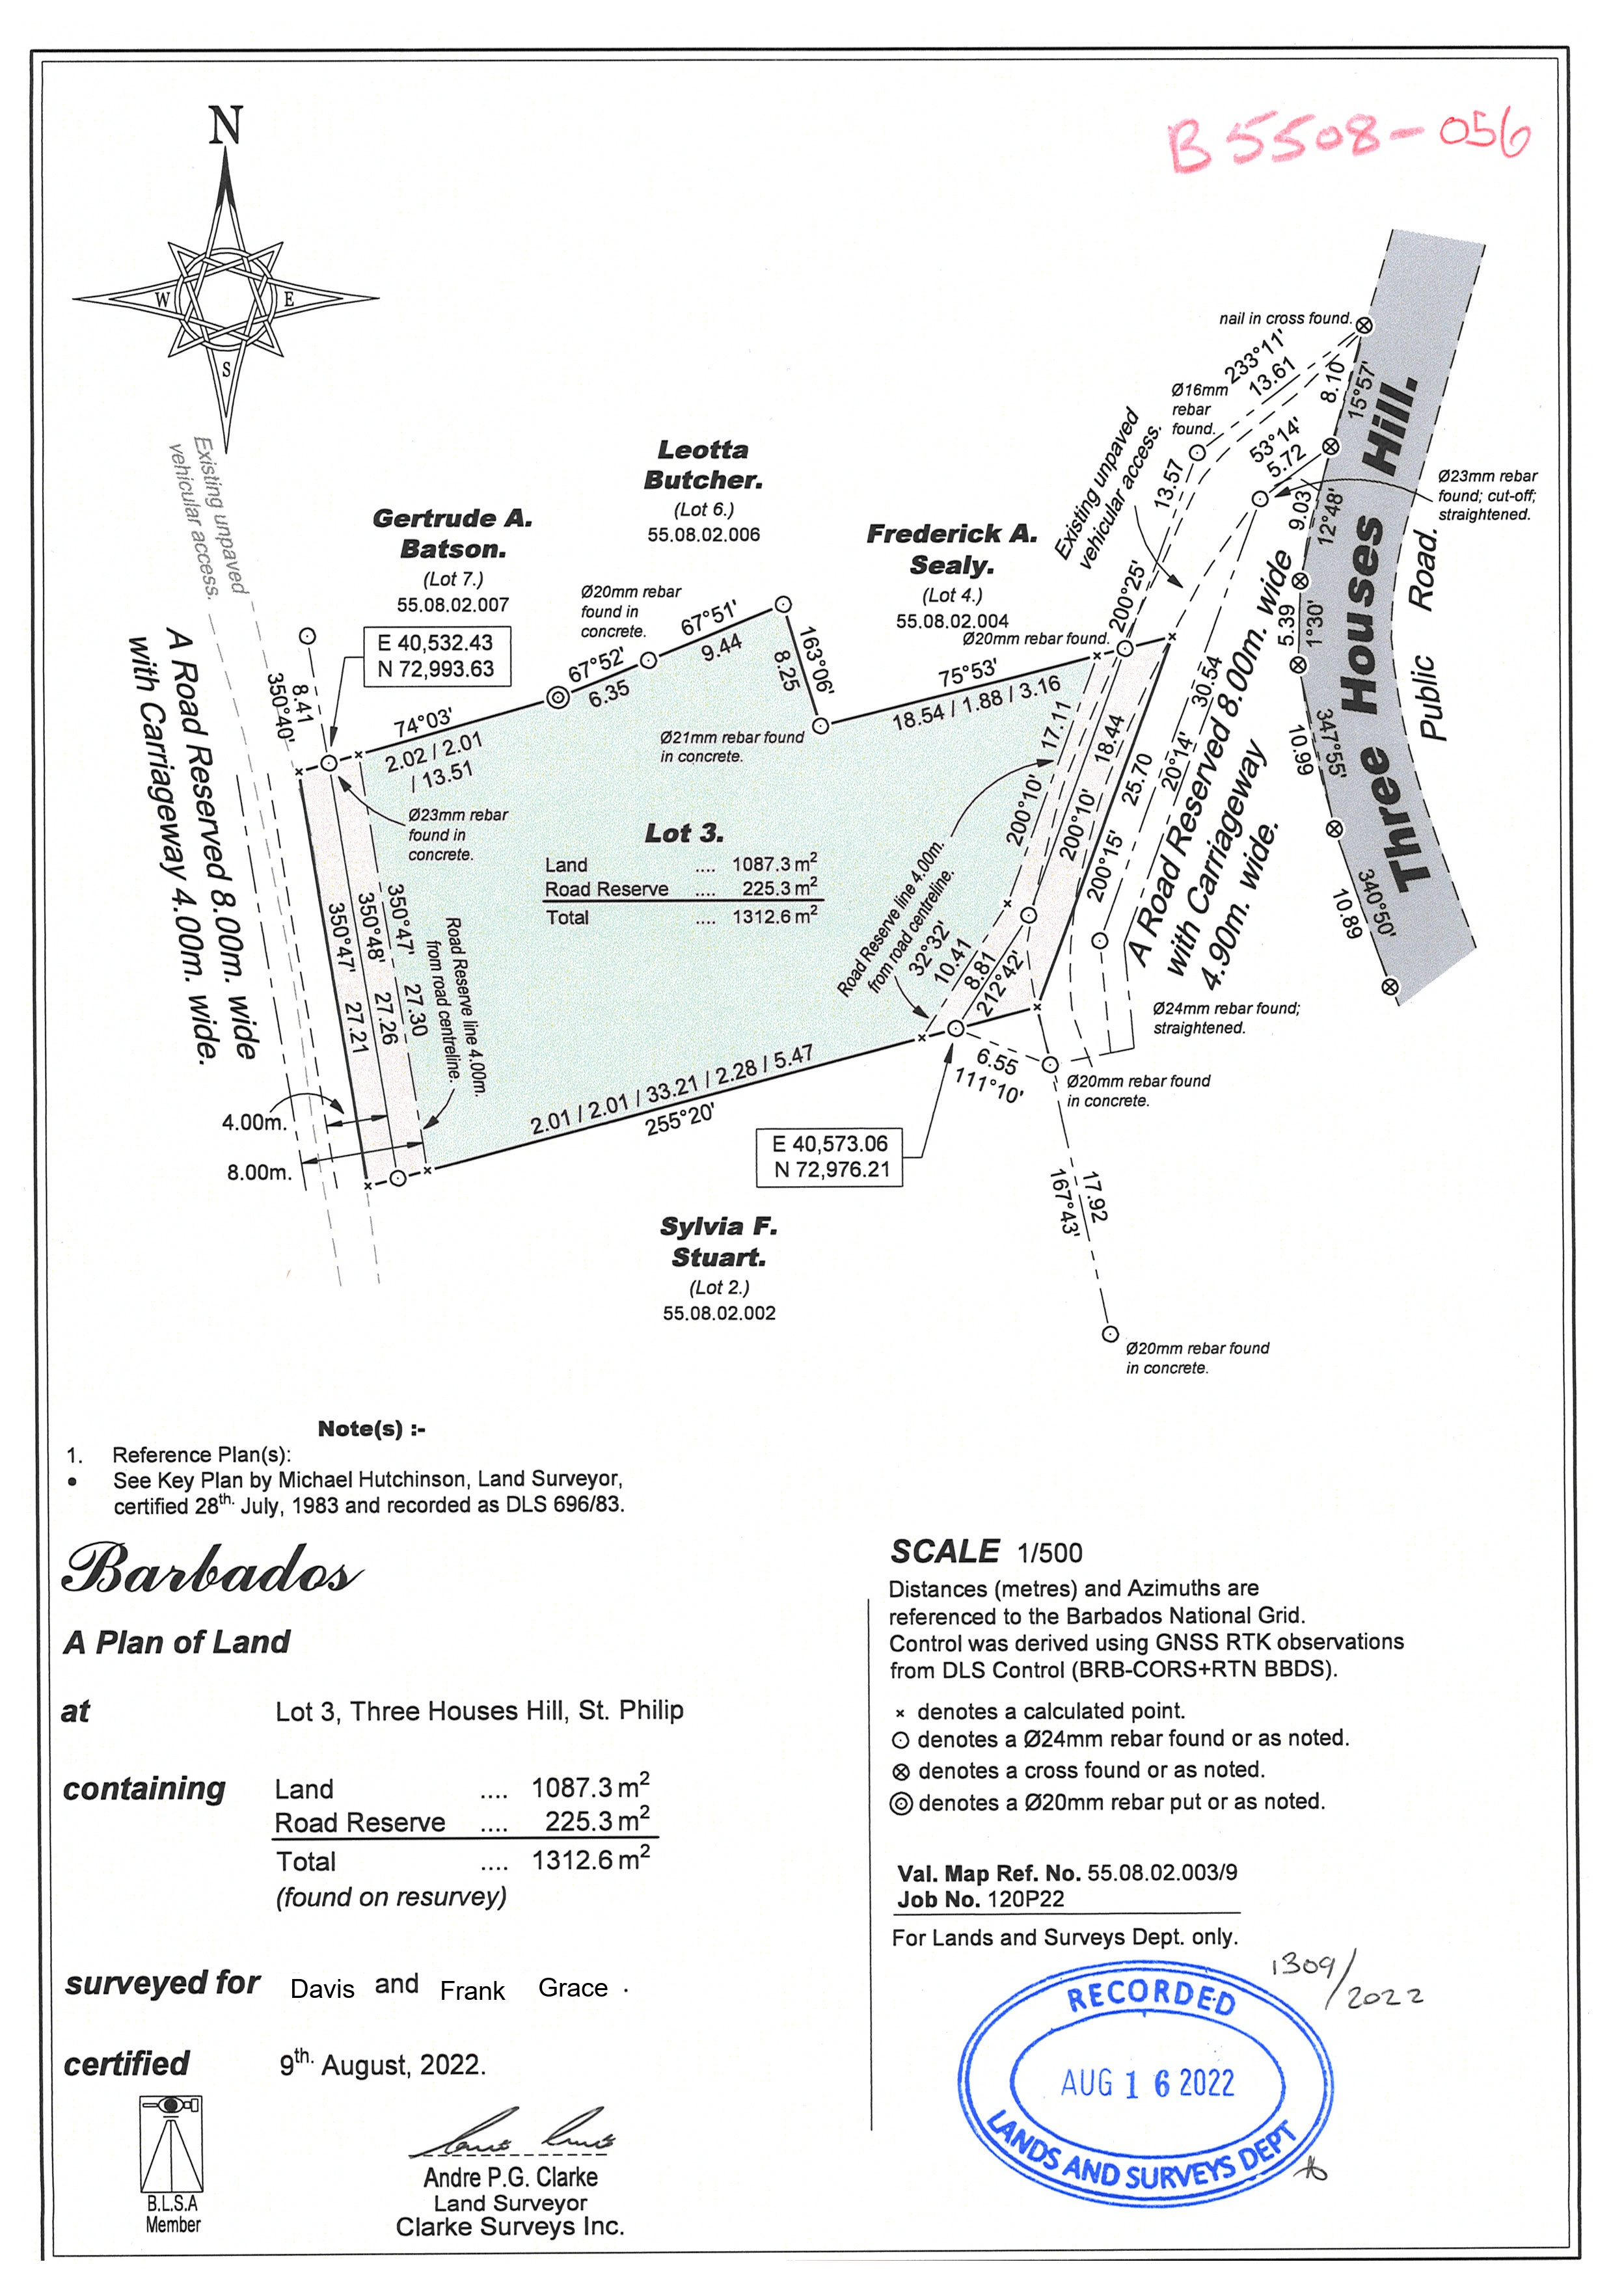 B 5508-056
N
W
E
S
nail in cross found.
233°11'
13.61
8.10
15°57'
Ø16mm
rebar
found.
53°14'
5.72
Ø23mm rebar
found; cut-off;
straightened.
9.03
12°48'
13.57
200°25'
Existing unpaved
vehicular access.
Existing unpaved
vehicular access.
Leotta
Butcher.
(Lot 6.)
55.08.02.006
Gertrude A.
Batson.
(Lot 7.)
55.08.02.007
Frederick A.
Sealy.
(Lot 4.)
55.08.02.004
Ø20mm rebar found.
Ø20mm rebar
found in
concrete.
E 40,532.43
N 72,993.63
67°51'
9.44
67°52'
6.35
163°06'
8.25
75°53'
18.54 / 1.88 / 3.16
74°03'
2.02 / 2.01
/ 13.51
8.41
350°40'
5.39
1°30'
10.99
347°55'
10.89
340°50'
Three Houses Hill.
Public Road.
A Road Reserved 8.00m. wide
with Carriageway 4.00m. wide.
Ø21mm rebar found
in concrete.
Ø23mm rebar
found in
concrete.
Lot 3.
Land .... 1087.3 m²
Road Reserve .... 225.3 m²
Total .... 1312.6 m²
17.11
200°10'
18.44
200°10'
25.70
200°15'
30.54
20°14'
A Road Reserved 8.00m. wide
with Carriageway
4.90m. wide.
Road Reserve line 4.00m.
from road centreline.
32°32'
10.41
8.81
212°42'
350°47'
27.21
350°48'
27.26
350°47'
27.30
Road Reserve line 4.00m.
from road centreline.
Ø24mm rebar found;
straightened.
6.55
111°10'
Ø20mm rebar found
in concrete.
2.01 / 2.01 / 33.21 / 2.28 / 5.47
255°20'
4.00m.
8.00m.
E 40,573.06
N 72,976.21
17.92
167°43'
Sylvia F.
Stuart.
(Lot 2.)
55.08.02.002
Ø20mm rebar found
in concrete.
Note(s) :-
1. Reference Plan(s):
• See Key Plan by Michael Hutchinson, Land Surveyor,
certified 28th. July, 1983 and recorded as DLS 696/83.
Barbados
A Plan of Land
at Lot 3, Three Houses Hill, St. Philip
containing Land .... 1087.3 m²
Road Reserve .... 225.3 m²
Total .... 1312.6 m²
(found on resurvey)
surveyed for Davis and Frank Grace .
certified 9th. August, 2022.
B.L.S.A
Member
Andre P.G. Clarke
Land Surveyor
Clarke Surveys Inc.
SCALE 1/500
Distances (metres) and Azimuths are
referenced to the Barbados National Grid.
Control was derived using GNSS RTK observations
from DLS Control (BRB-CORS+RTN BBDS).
× denotes a calculated point.
⊙ denotes a Ø24mm rebar found or as noted.
⊗ denotes a cross found or as noted.
◎ denotes a Ø20mm rebar put or as noted.
Val. Map Ref. No. 55.08.02.003/9
Job No. 120P22
For Lands and Surveys Dept. only.
1309/2022
RECORDED
AUG 16 2022
LANDS AND SURVEYS DEPT